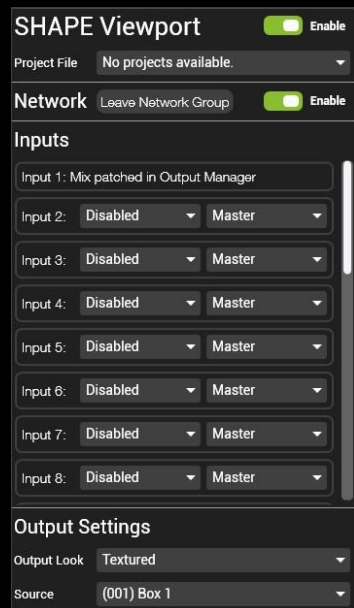 SHAPE Viewport Enable
Project File No projects available.
Network Leave Network Group Enable
Inputs
Input 1: Mix patched in Output Manager
Input 2: Disabled Master
Input 3: Disabled Master
Input 4: Disabled Master
Input 5: Disabled Master
Input 6: Disabled Master
Input 7: Disabled Master
Input 8: Disabled Master
Output Settings
Output Look Textured
Source (001) Box 1